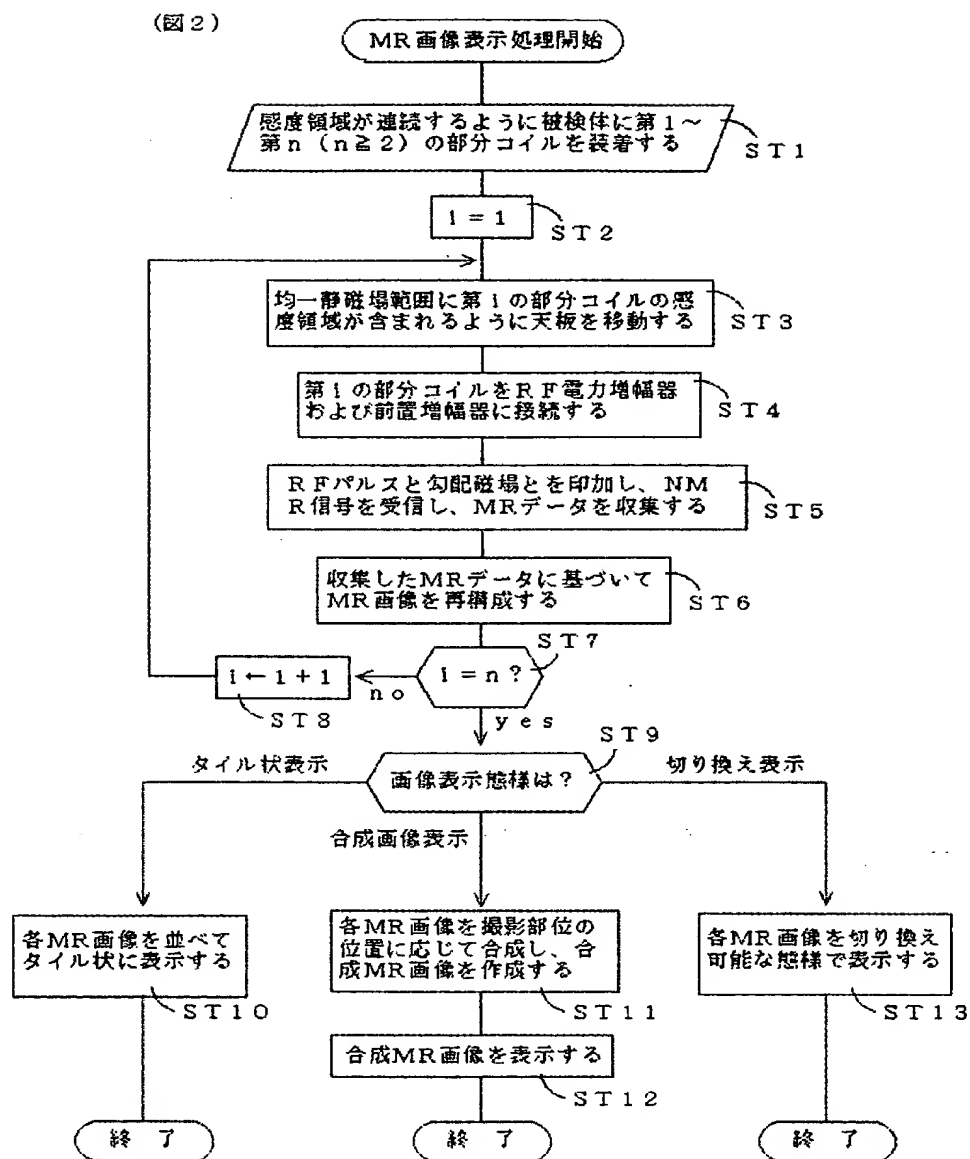 (図2)
MR画像表示処理開始
感度領域が連続するように被検体に第1~
第n(n≧2)の部分コイルを装着する
ST1
i=1
ST2
均一静磁場範囲に第iの部分コイルの感
度領域が含まれるように天板を移動する
ST3
第iの部分コイルをRF電力増幅器
および前置増幅器に接続する
ST4
RFパルスと勾配磁場とを印加し、NM
R信号を受信し、MRデータを収集する
ST5
収集したMRデータに基づいて
MR画像を再構成する
ST6
ST7
i=n?
i←i+1
no
ST8
yes
ST9
画像表示態様は?
タイル状表示
切り換え表示
合成画像表示
各MR画像を並べて
タイル状に表示する
ST10
各MR画像を撮影部位の
位置に応じて合成し、合
成MR画像を作成する
ST11
各MR画像を切り換え
可能な態様で表示する
ST13
合成MR画像を表示する
ST12
終 了
終 了
終 了